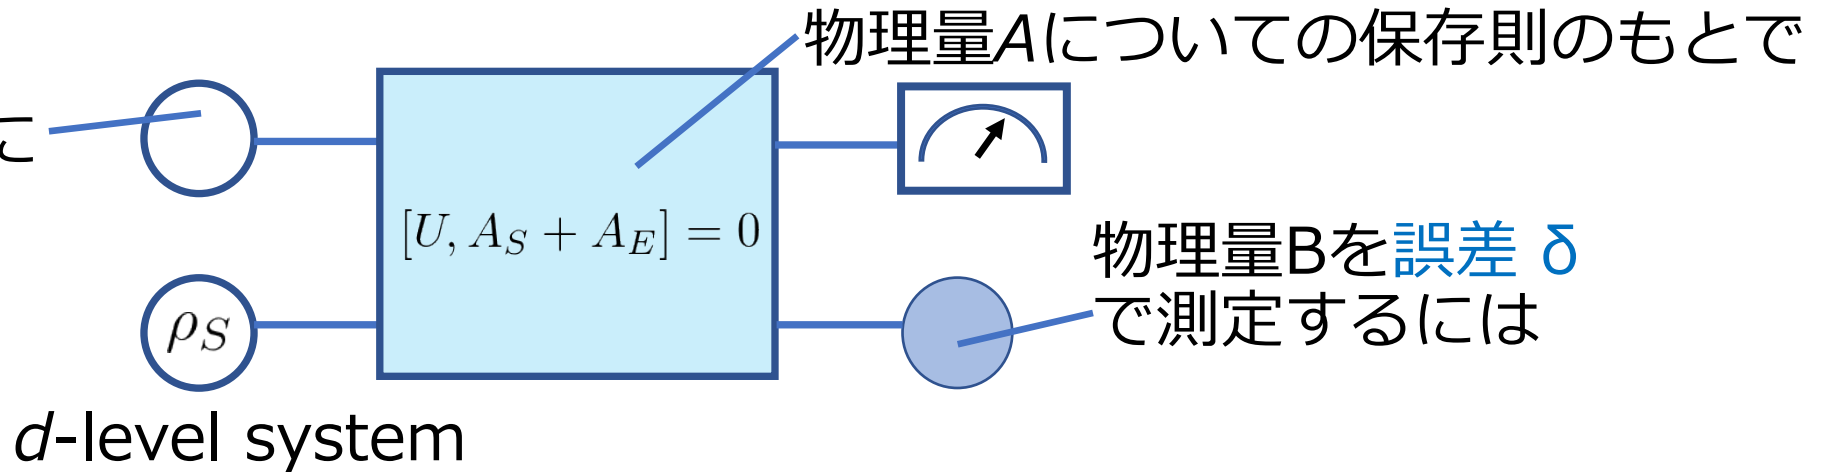 物理量Aについての保存則のもとで
に
[U, A_S + A_E] = 0
物理量Bを誤差 δ
で測定するには
ρ_S
d-level system